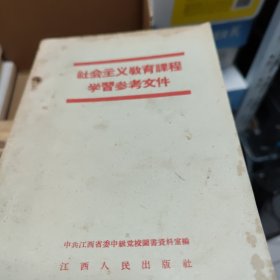 社会主义教育課程
学習参考文件
中共江西省委中級党校圖書資料室編
江西人民出版社